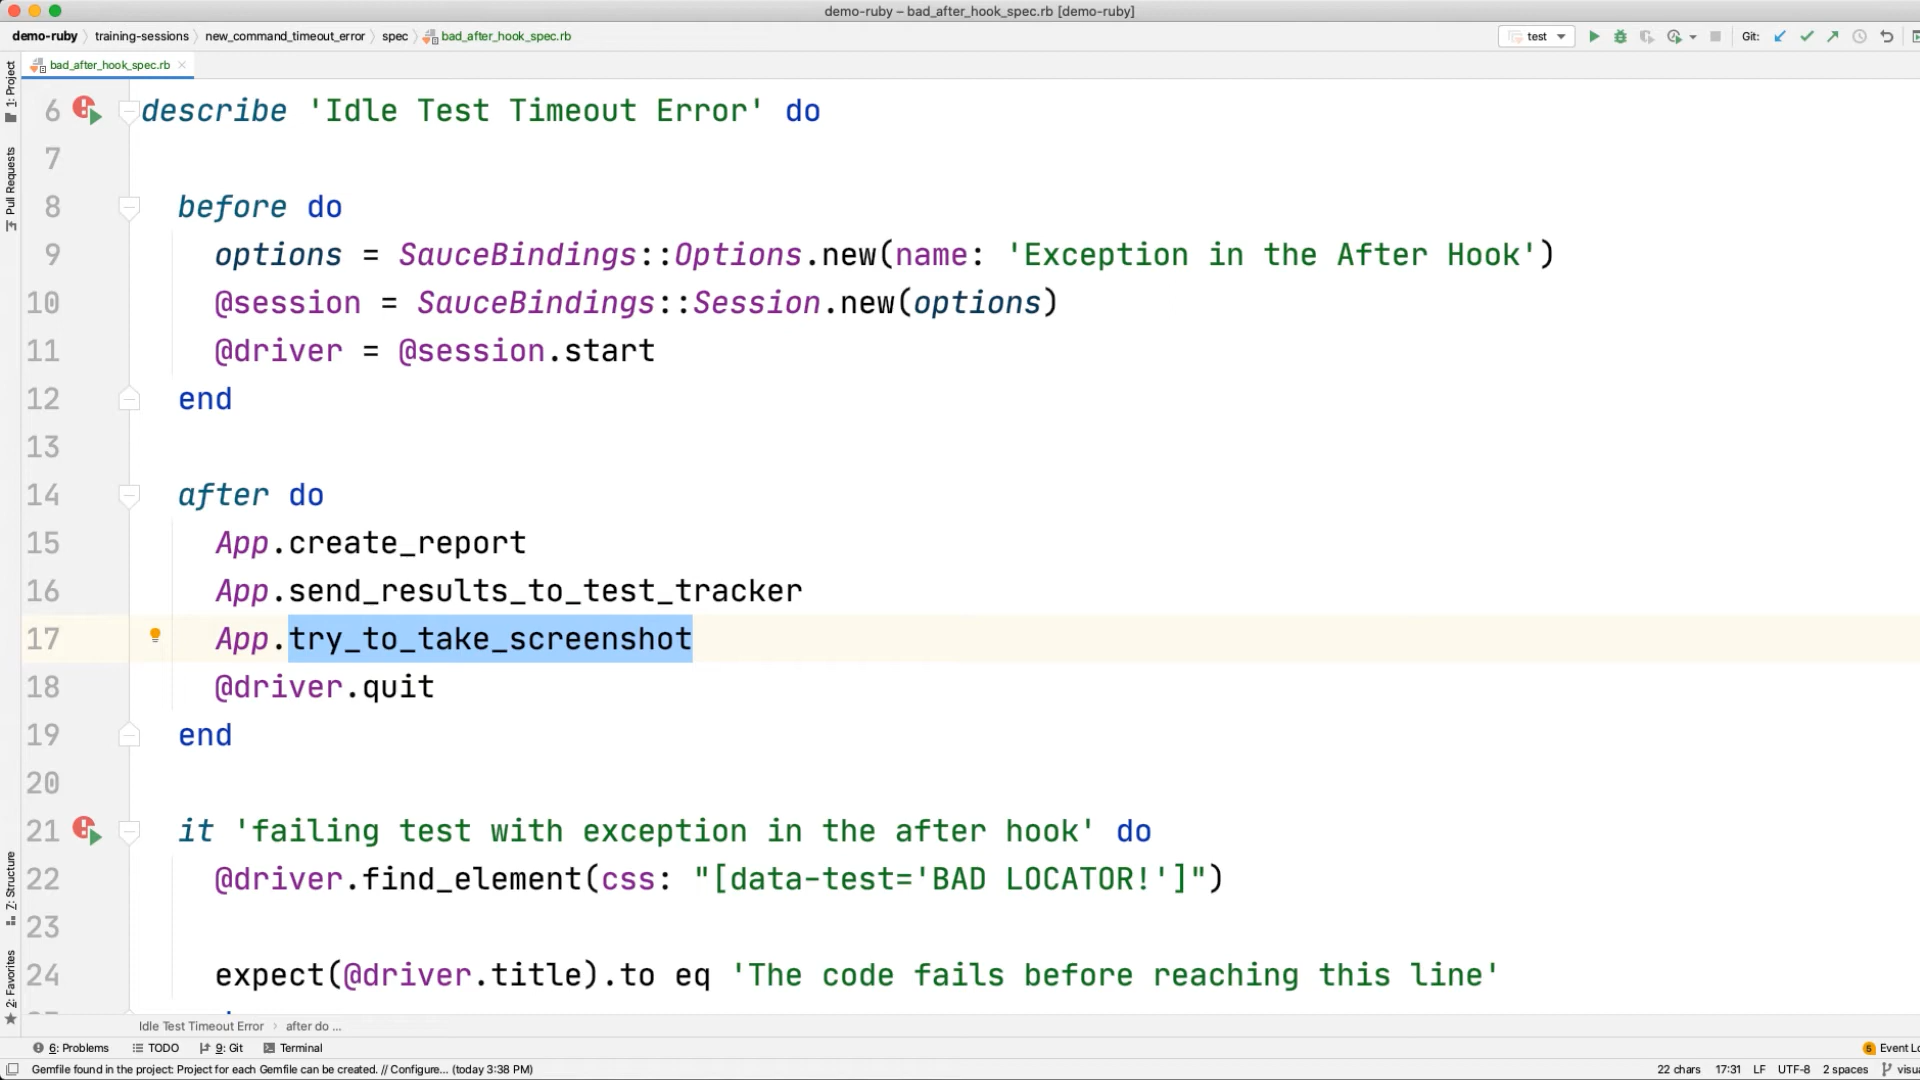 demo-ruby – bad_after_hook_spec.rb [demo-ruby]
demo-ruby training-sessions new_command_timeout_error spec bad_after_hook_spec.rb test Git:
bad_after_hook_spec.rb
1: Project
Pull Requests
Z: Structure
2: Favorites
6 describe 'Idle Test Timeout Error' do
7
8 before do
9 options = SauceBindings::Options.new(name: 'Exception in the After Hook')
10 @session = SauceBindings::Session.new(options)
11 @driver = @session.start
12 end
13
14 after do
15 App.create_report
16 App.send_results_to_test_tracker
17 App.try_to_take_screenshot
18 @driver.quit
19 end
20
21 it 'failing test with exception in the after hook' do
22 @driver.find_element(css: "[data-test='BAD LOCATOR!']")
23
24 expect(@driver.title).to eq 'The code fails before reaching this line'
Idle Test Timeout Error › after do ...
6: Problems TODO 9: Git Terminal 5 Event Lo
Gemfile found in the project: Project for each Gemfile can be created. // Configure... (today 3:38 PM) 22 chars 17:31 LF UTF-8 2 spaces visua